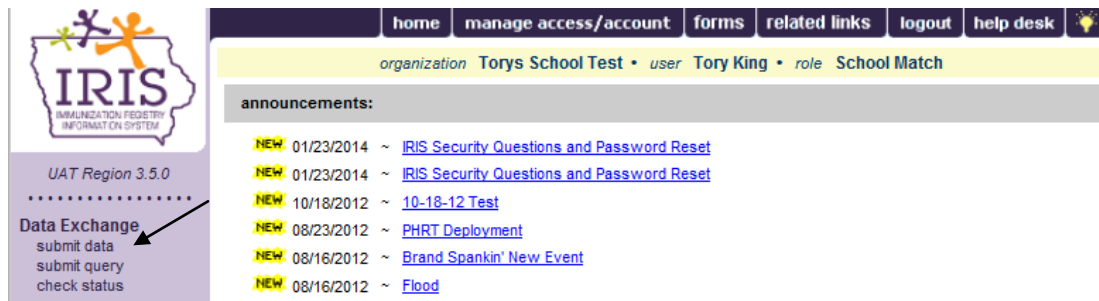 home manage access/account forms related links logout help desk
organization Torys School Test • user Tory King • role School Match
IRIS
IMMUNIZATION REGISTRY
INFORMATION SYSTEM
UAT Region 3.5.0
Data Exchange
submit data
submit query
check status
announcements:
NEW 01/23/2014 ~ IRIS Security Questions and Password Reset
NEW 01/23/2014 ~ IRIS Security Questions and Password Reset
NEW 10/18/2012 ~ 10-18-12 Test
NEW 08/23/2012 ~ PHRT Deployment
NEW 08/16/2012 ~ Brand Spankin' New Event
NEW 08/16/2012 ~ Flood